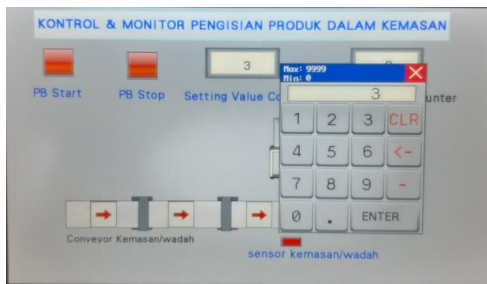 KONTROL & MONITOR PENGISIAN PRODUK DALAM KEMASAN
3
Max: 9999
Min: 0
3
PB Start
PB Stop
Setting Value Co
unter
1 2 3 CLR
4 5 6 <-
7 8 9 -
0 . ENTER
Conveyor Kemasan/wadah
sensor kemasan/wadah